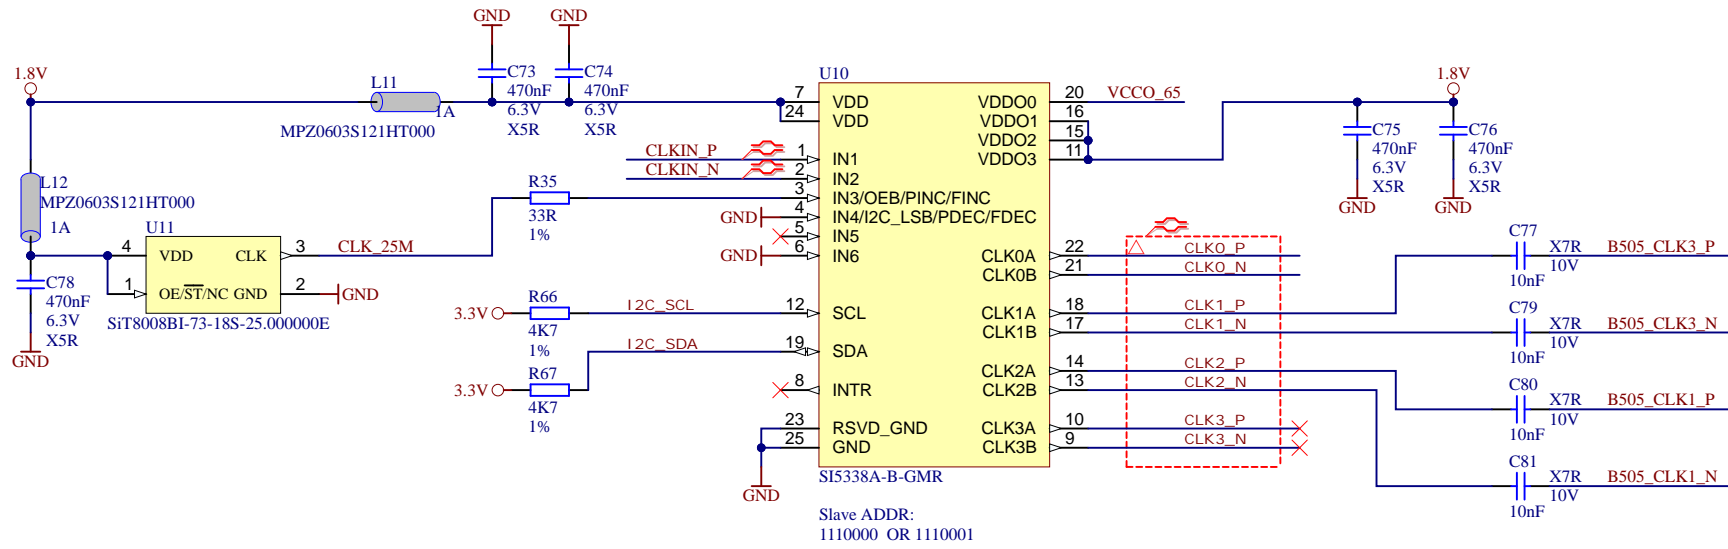 GND
GND
1.8V
L11
1A
MPZ0603S121HT000
C73
470nF
6.3V
X5R
C74
470nF
6.3V
X5R
L12
MPZ0603S121HT000
1A
U11
4
VDD
CLK
3
1
OE/ST/NC
GND
2
SiT8008BI-73-18S-25.000000E
CLK_25M
GND
C78
470nF
6.3V
X5R
GND
R35
33R
1%
3.3V
R66
4K7
1%
I2C_SCL
3.3V
R67
4K7
1%
I2C_SDA
CLKIN_P
CLKIN_N
GND
GND
GND
U10
7 VDD
24 VDD
1 IN1
2 IN2
3 IN3/OEB/PINC/FINC
4 IN4/I2C_LSB/PDEC/FDEC
5 IN5
6 IN6
12 SCL
19 SDA
8 INTR
23 RSVD_GND
25 GND
VDDO0 20
VDDO1 16
VDDO2 15
VDDO3 11
CLK0A 22
CLK0B 21
CLK1A 18
CLK1B 17
CLK2A 14
CLK2B 13
CLK3A 10
CLK3B 9
SI5338A-B-GMR
Slave ADDR:
1110000 OR 1110001
VCCO_65
1.8V
C75
470nF
6.3V
X5R
GND
C76
470nF
6.3V
X5R
GND
CLK0_P
CLK0_N
CLK1_P
CLK1_N
CLK2_P
CLK2_N
CLK3_P
CLK3_N
C77
10nF
X7R
10V
B505_CLK3_P
C79
10nF
X7R
10V
B505_CLK3_N
C80
10nF
X7R
10V
B505_CLK1_P
C81
10nF
X7R
10V
B505_CLK1_N